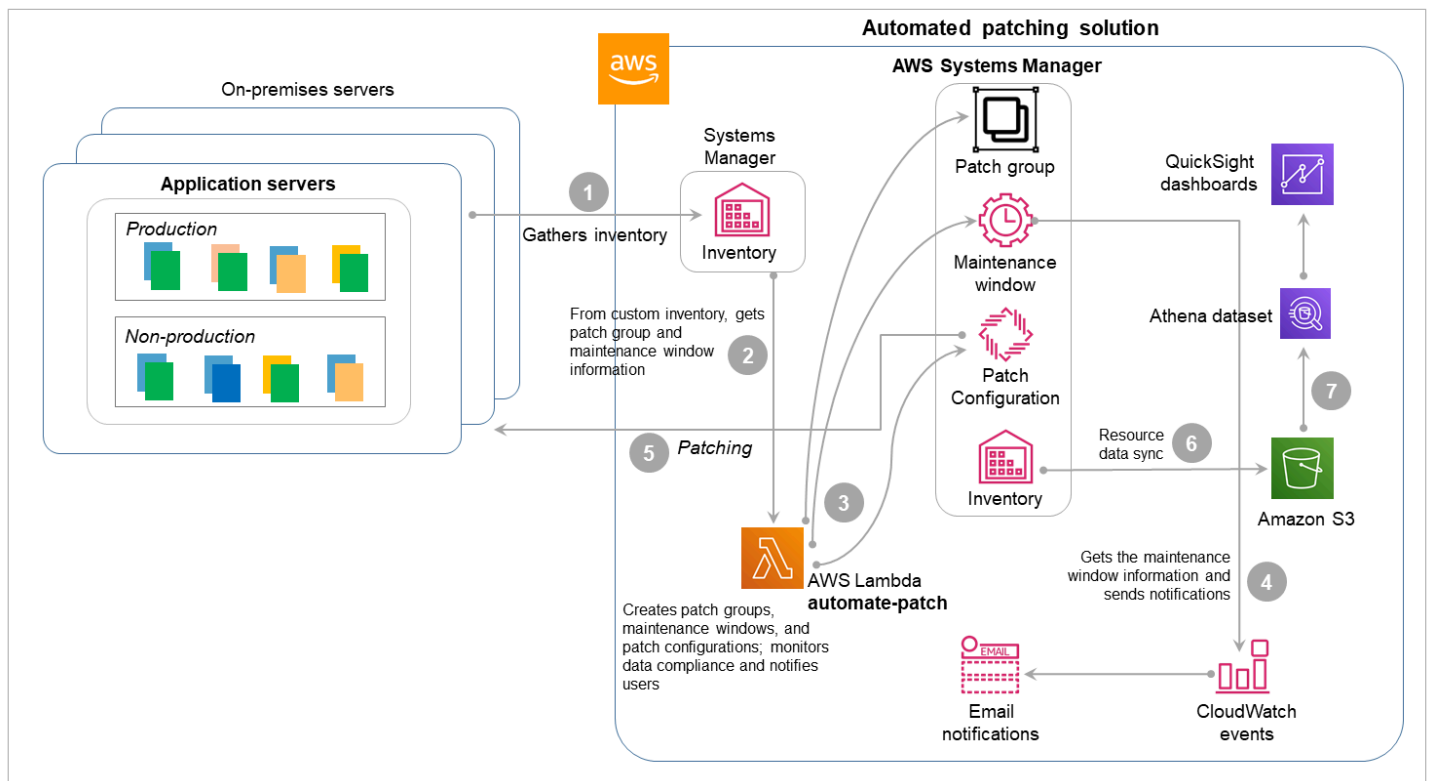 Automated patching solution
aws
AWS Systems Manager
On-premises servers
Application servers
Production
Non-production
1
Gathers inventory
Systems
Manager
Inventory
From custom inventory, gets
patch group and
maintenance window
information
2
5
Patching
3
AWS Lambda
automate-patch
Creates patch groups,
maintenance windows, and
patch configurations; monitors
data compliance and notifies
users
Patch group
Maintenance
window
Patch
Configuration
Inventory
Resource
data sync
6
QuickSight
dashboards
Athena dataset
7
Amazon S3
Gets the maintenance
window information and
sends notifications
4
EMAIL
Email
notifications
CloudWatch
events